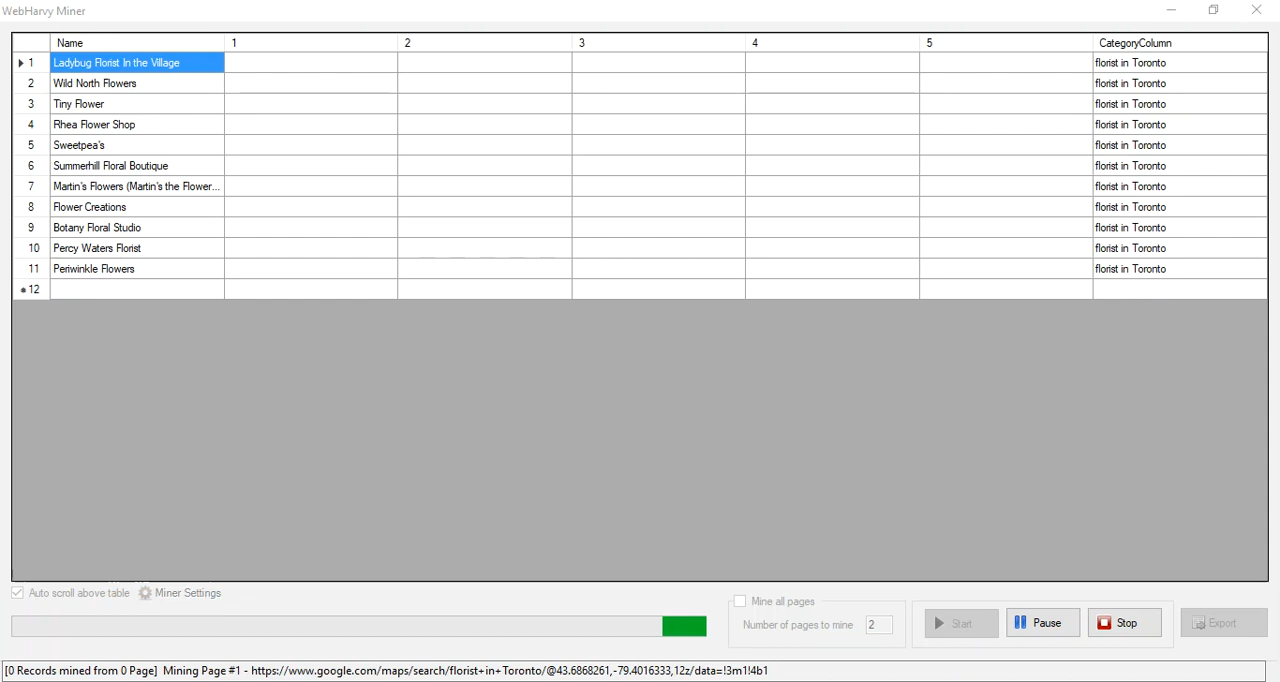 WebHarvy Miner
Name 1 2 3 4 5 CategoryColumn
1 Ladybug Florist In the Village florist in Toronto
2 Wild North Flowers florist in Toronto
3 Tiny Flower florist in Toronto
4 Rhea Flower Shop florist in Toronto
5 Sweetpea's florist in Toronto
6 Summerhill Floral Boutique florist in Toronto
7 Martin's Flowers (Martin's the Flower... florist in Toronto
8 Flower Creations florist in Toronto
9 Botany Floral Studio florist in Toronto
10 Percy Waters Florist florist in Toronto
11 Periwinkle Flowers florist in Toronto
12
Auto scroll above table Miner Settings
Mine all pages
Number of pages to mine 2
Start Pause Stop Export
[0 Records mined from 0 Page] Mining Page #1 - https://www.google.com/maps/search/florist+in+Toronto/@43.6868261,-79.4016333,12z/data=!3m1!4b1